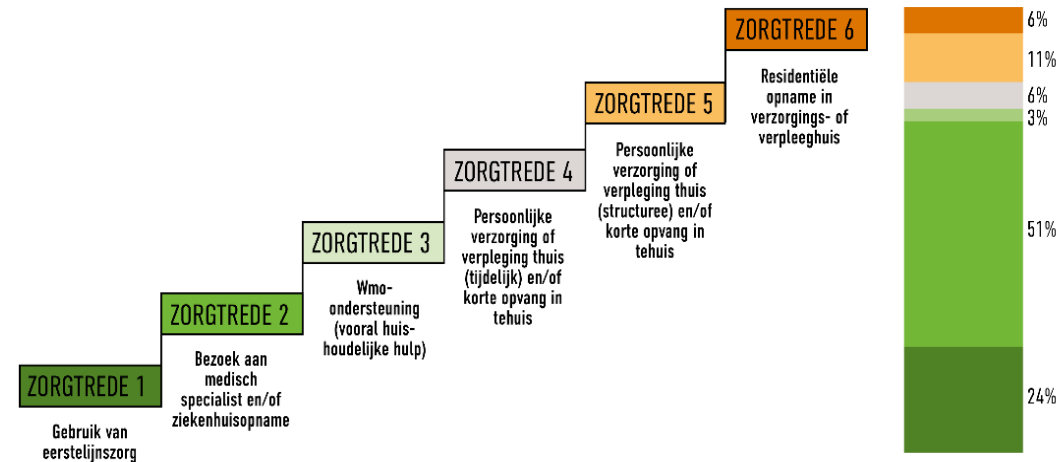 ZORGTREDE 1
Gebruik van
eerstelijnszorg
ZORGTREDE 2
Bezoek aan
medisch
specialist en/of
ziekenhuisopname
ZORGTREDE 3
Wmo-
ondersteuning
(vooral huis-
houdelijke hulp)
ZORGTREDE 4
Persoonlijke
verzorging of
verpleging thuis
(tijdelijk) en/of
korte opvang in
tehuis
ZORGTREDE 5
Persoonlijke
verzorging of
verpleging thuis
(structuree) en/of
korte opvang in
tehuis
ZORGTREDE 6
Residentiële
opname in
verzorgings- of
verpleeghuis
6%
11%
6%
3%
51%
24%